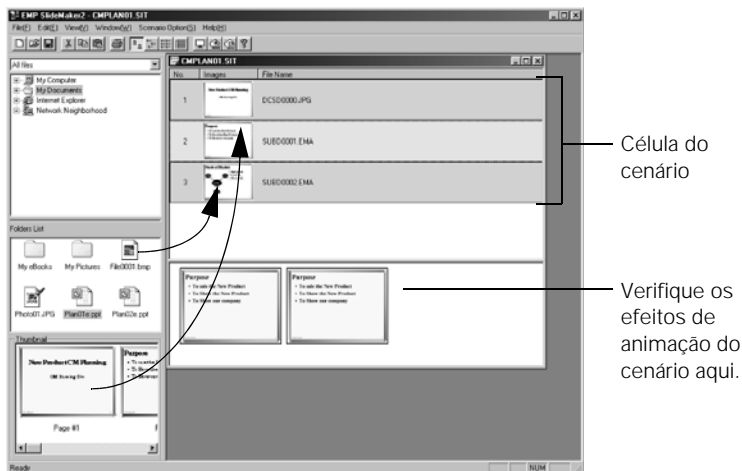 EMP SlideMaker2 - CMPLAN01.SIT
File(F) Edit(E) View(V) Window(W) Scenario Option(S) Help(H)
All files
My Computer
My Documents
Internet Explorer
Network Neighborhood
Folders List
My eBooks My Pictures File0001.bmp
Photo01.JPG Plan01e.ppt Plan02e.ppt
Thumbnail
New Product CM Planning
Purpose
Page #1
Ready
NUM
CMPLAN01.SIT
No. Images File Name
1 DCSD0000.JPG
2 SUBD0001.EMA
3 SUBD0002.EMA
Purpose
• To sale the New Product
• To Show the New Product
• To Show our company
Purpose
• To sale the New Product
• To Show the New Product
• To Show our company
Célula do
cenário
Verifique os
efeitos de
animação do
cenário aqui.